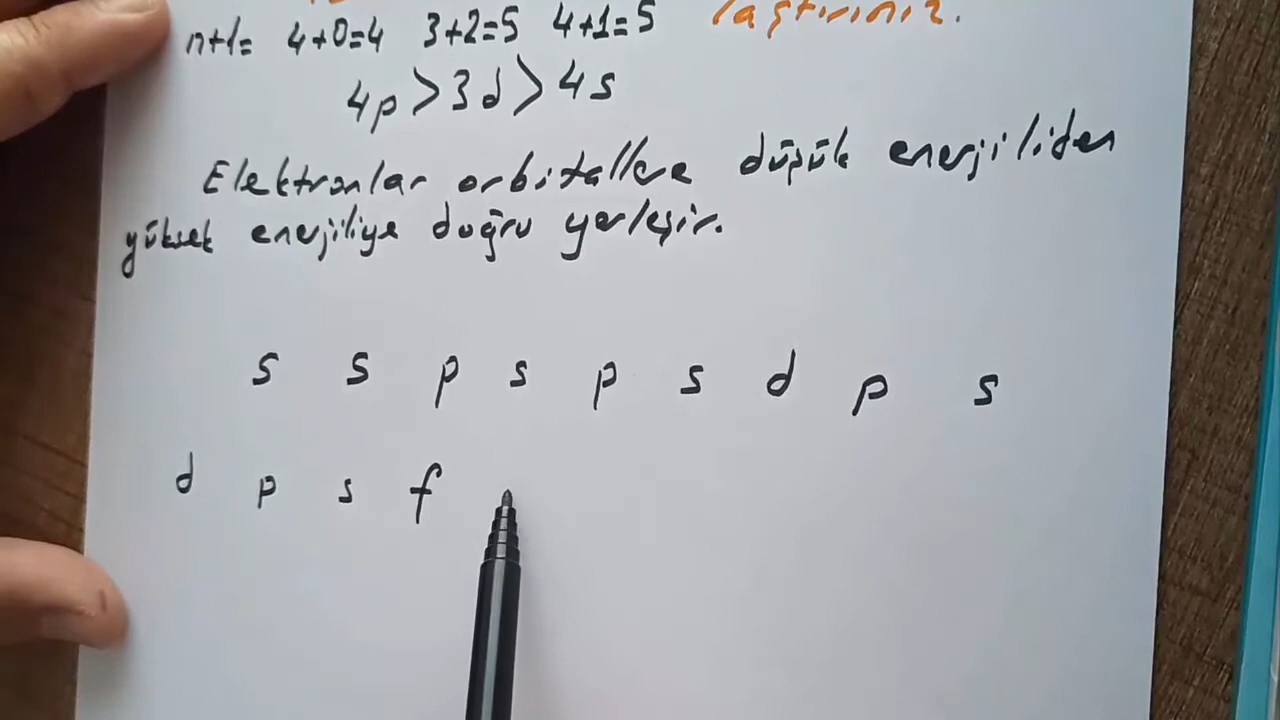 n+l= 4+0=4 3+2=5 4+1=5 laştırınız.
4p>3d>4s
Elektronlar orbitallere düşük enerjiliden
yüksek enerjiliye doğru yerleşir.
s s p s p s d p s
d p s f